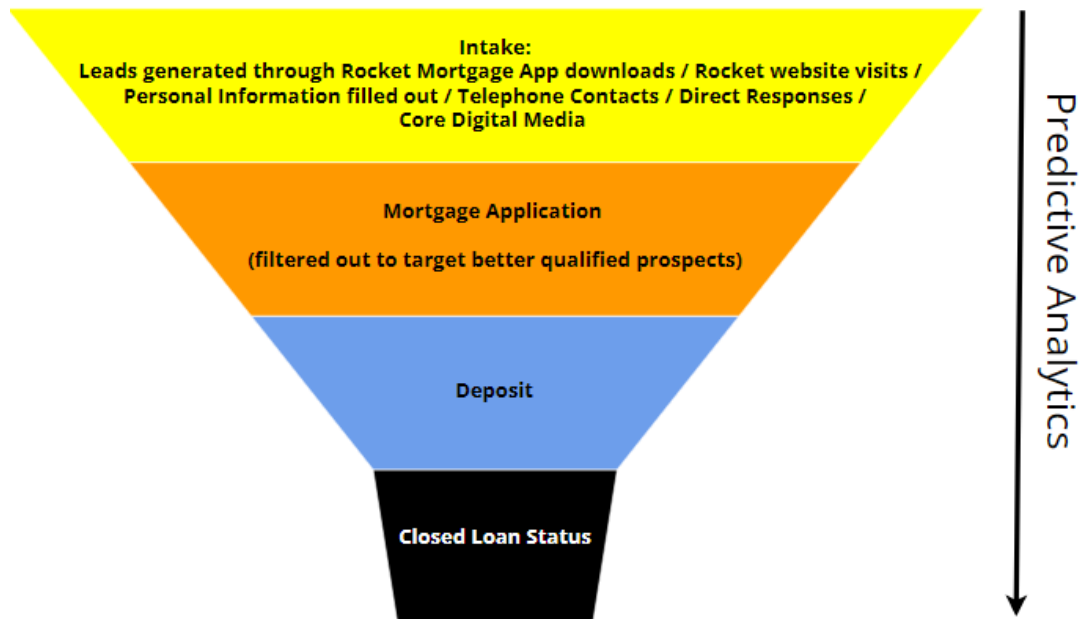 Intake:
Leads generated through Rocket Mortgage App downloads / Rocket website visits /
Personal Information filled out / Telephone Contacts / Direct Responses /
Core Digital Media
Mortgage Application
(filtered out to target better qualified prospects)
Deposit
Closed Loan Status
Predictive Analytics